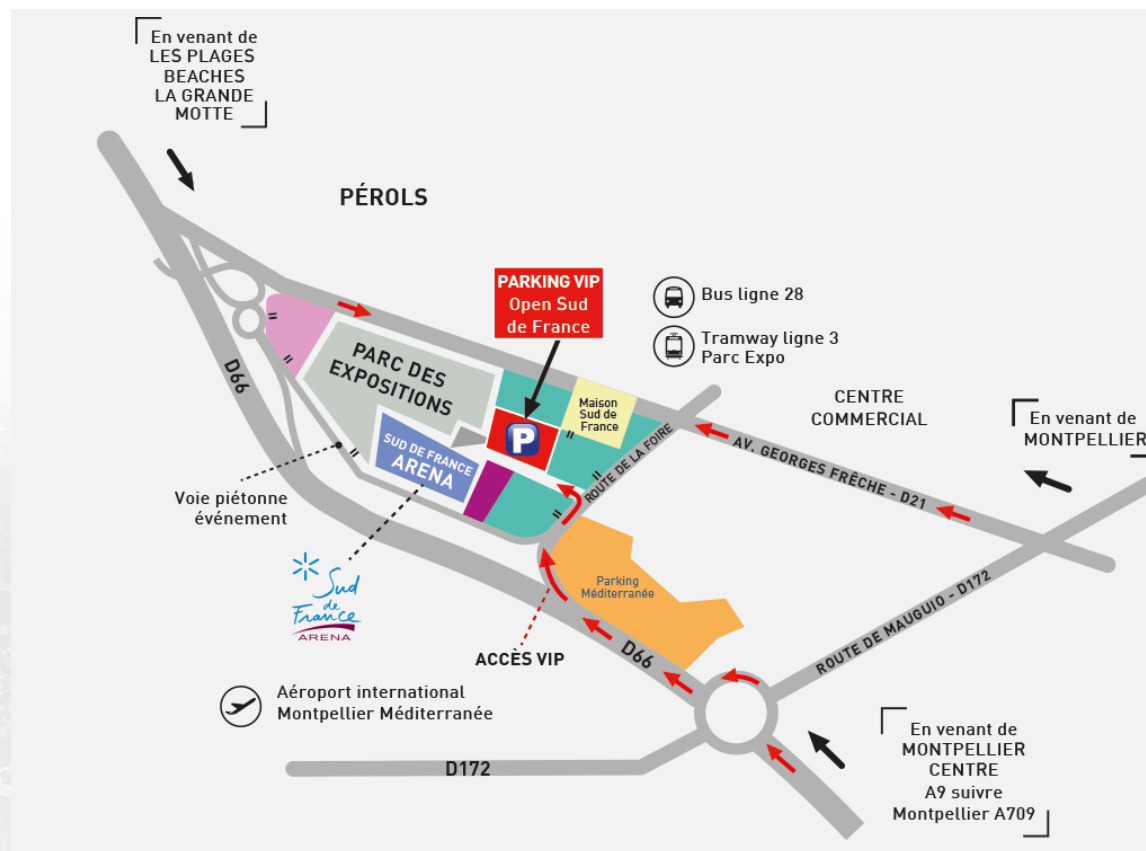 En venant de
LES PLAGES
BEACHES
LA GRANDE
MOTTE
PÉROLS
PARKING VIP
Open Sud
de France
Bus ligne 28
Tramway ligne 3
Parc Expo
CENTRE
COMMERCIAL
En venant de
MONTPELLIER
D66
PARC DES
EXPOSITIONS
Maison
Sud de
France
P
SUD DE FRANCE
ARENA
ROUTE DE LA FOIRE
AV. GEORGES FRÊCHE - D21
Voie piétonne
événement
Sud
de
France
ARENA
Parking
Méditerranée
ROUTE DE MAUGUIO - D172
ACCÈS VIP
D66
Aéroport international
Montpellier Méditerranée
D172
En venant de
MONTPELLIER
CENTRE
A9 suivre
Montpellier A709